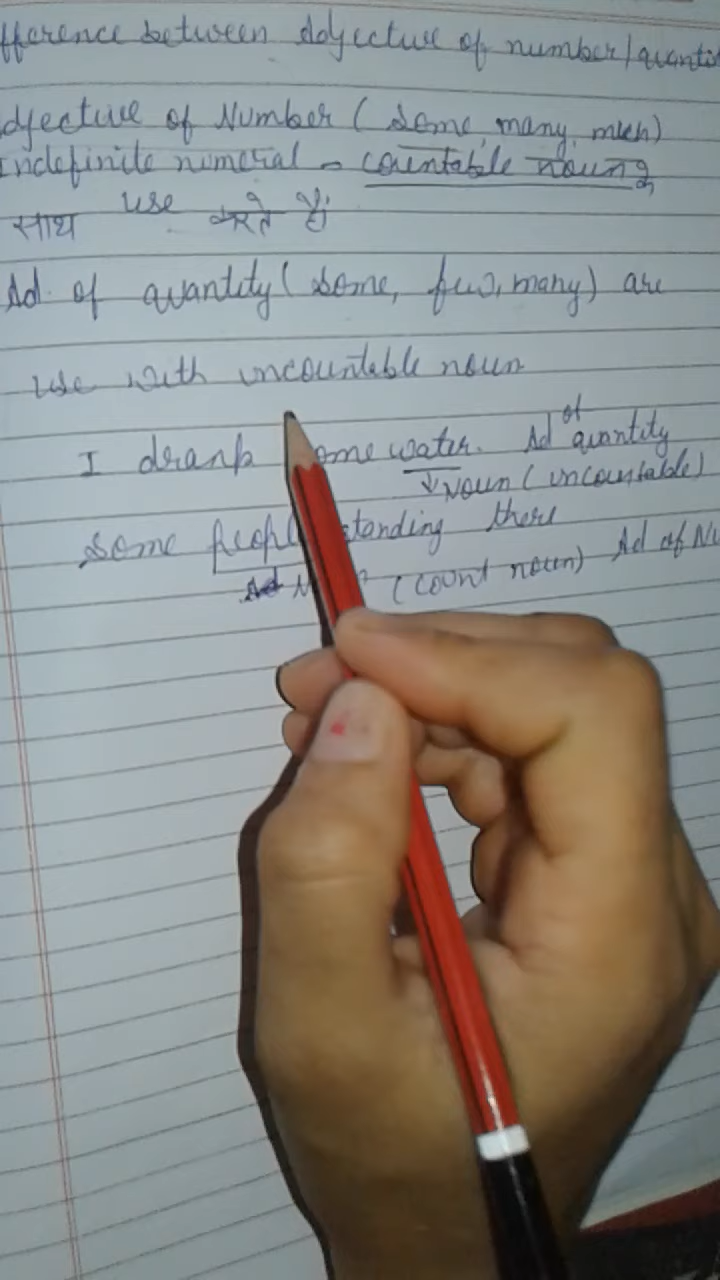 fference between Adjective of number/quantit
djective of Number (some, many, much)
Indefinite numeral - countable nouns
साथ use करते हैं
Ad. of quantity (some, few, many) are
use with uncountable noun
I drank some water. Ad of quantity
↓ Noun (uncountable)
Some people standing there
(count noun) Ad of Nu